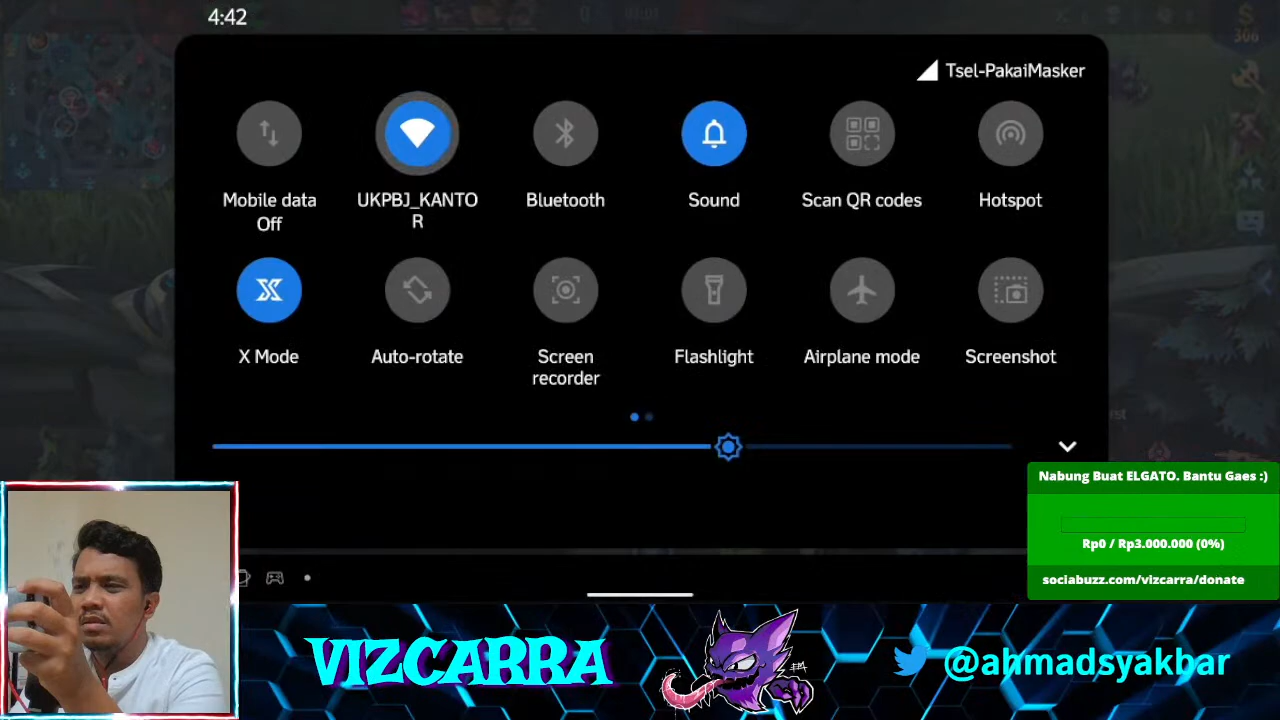 4:42
Tsel-PakaiMasker
Mobile data
Off
UKPBJ_KANTO
R
Bluetooth
Sound
Scan QR codes
Hotspot
X Mode
Auto-rotate
Screen
recorder
Flashlight
Airplane mode
Screenshot
Nabung Buat ELGATO. Bantu Gaes :)
Rp0 / Rp3.000.000 (0%)
sociabuzz.com/vizcarra/donate
VIZCARRA
@ahmadsyakbar